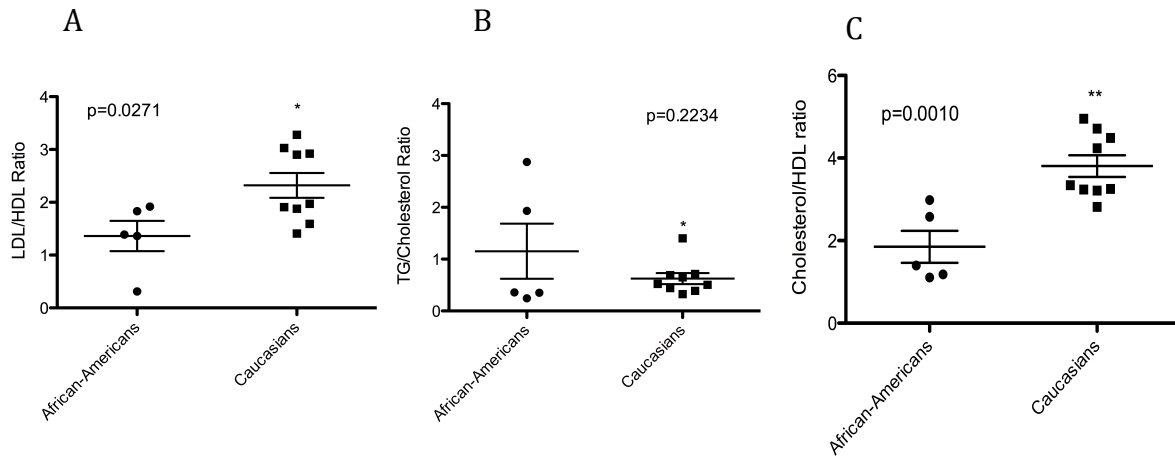 A
LDL/HDL Ratio
4
3
2
1
0
p=0.0271
*
African-Americans
Caucasians
B
TG/Cholesterol Ratio
4
3
2
1
0
p=0.2234
*
African-Americans
Caucasians
C
Cholesterol/HDL ratio
6
4
2
0
p=0.0010
**
African-Americans
Caucasians